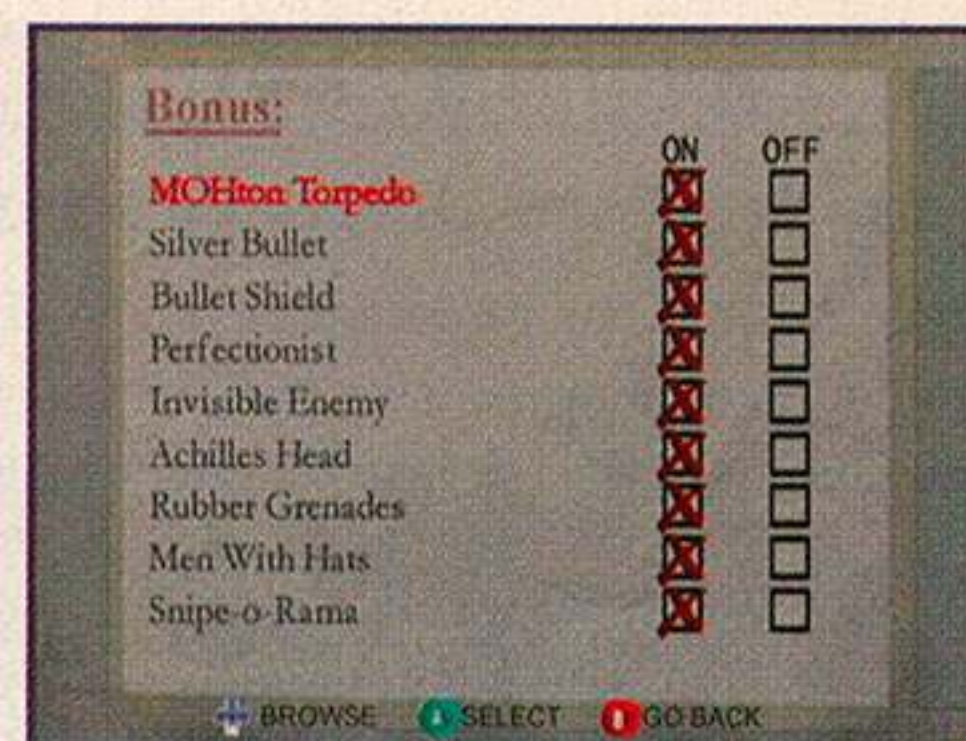 Bonus:
ON OFF
MOHton Torpedo
Silver Bullet
Bullet Shield
Perfectionist
Invisible Enemy
Achilles Head
Rubber Grenades
Men With Hats
Snipe-o-Rama
BROWSE A SELECT B GO BACK